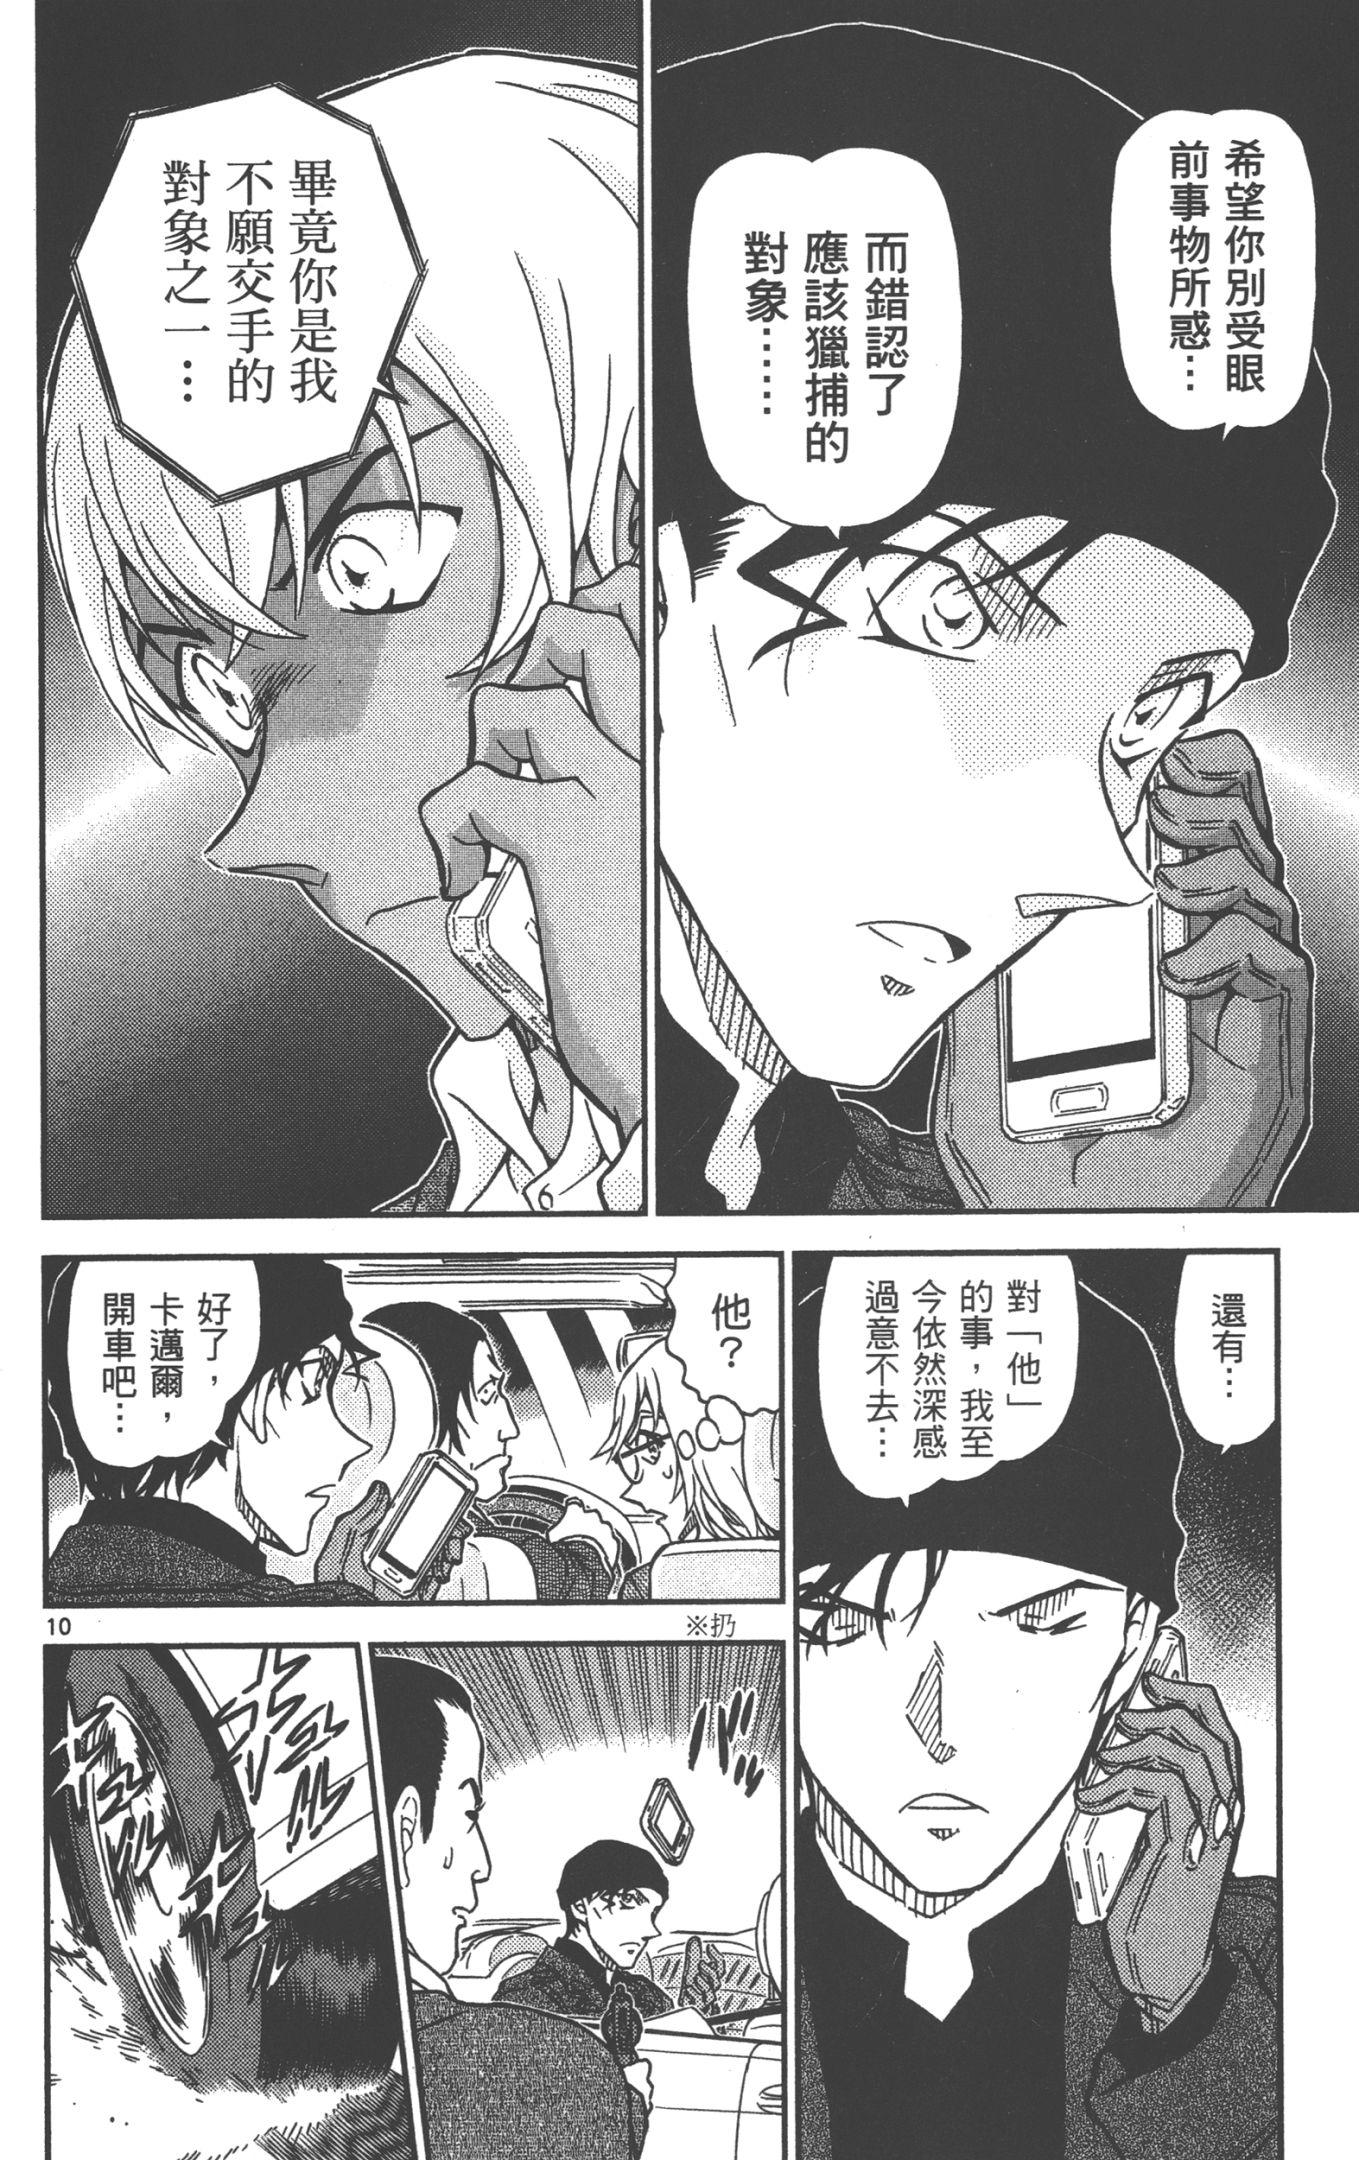 希望你別受眼
前事物所惑…
而錯認了
應該獵捕的
對象……
畢竟你是我
不願交手的
對象之一…
還有…
對「他」
的事，我至
今依然深感
過意不去…
他？
好了，
卡邁爾，
開車吧…
10
※扔